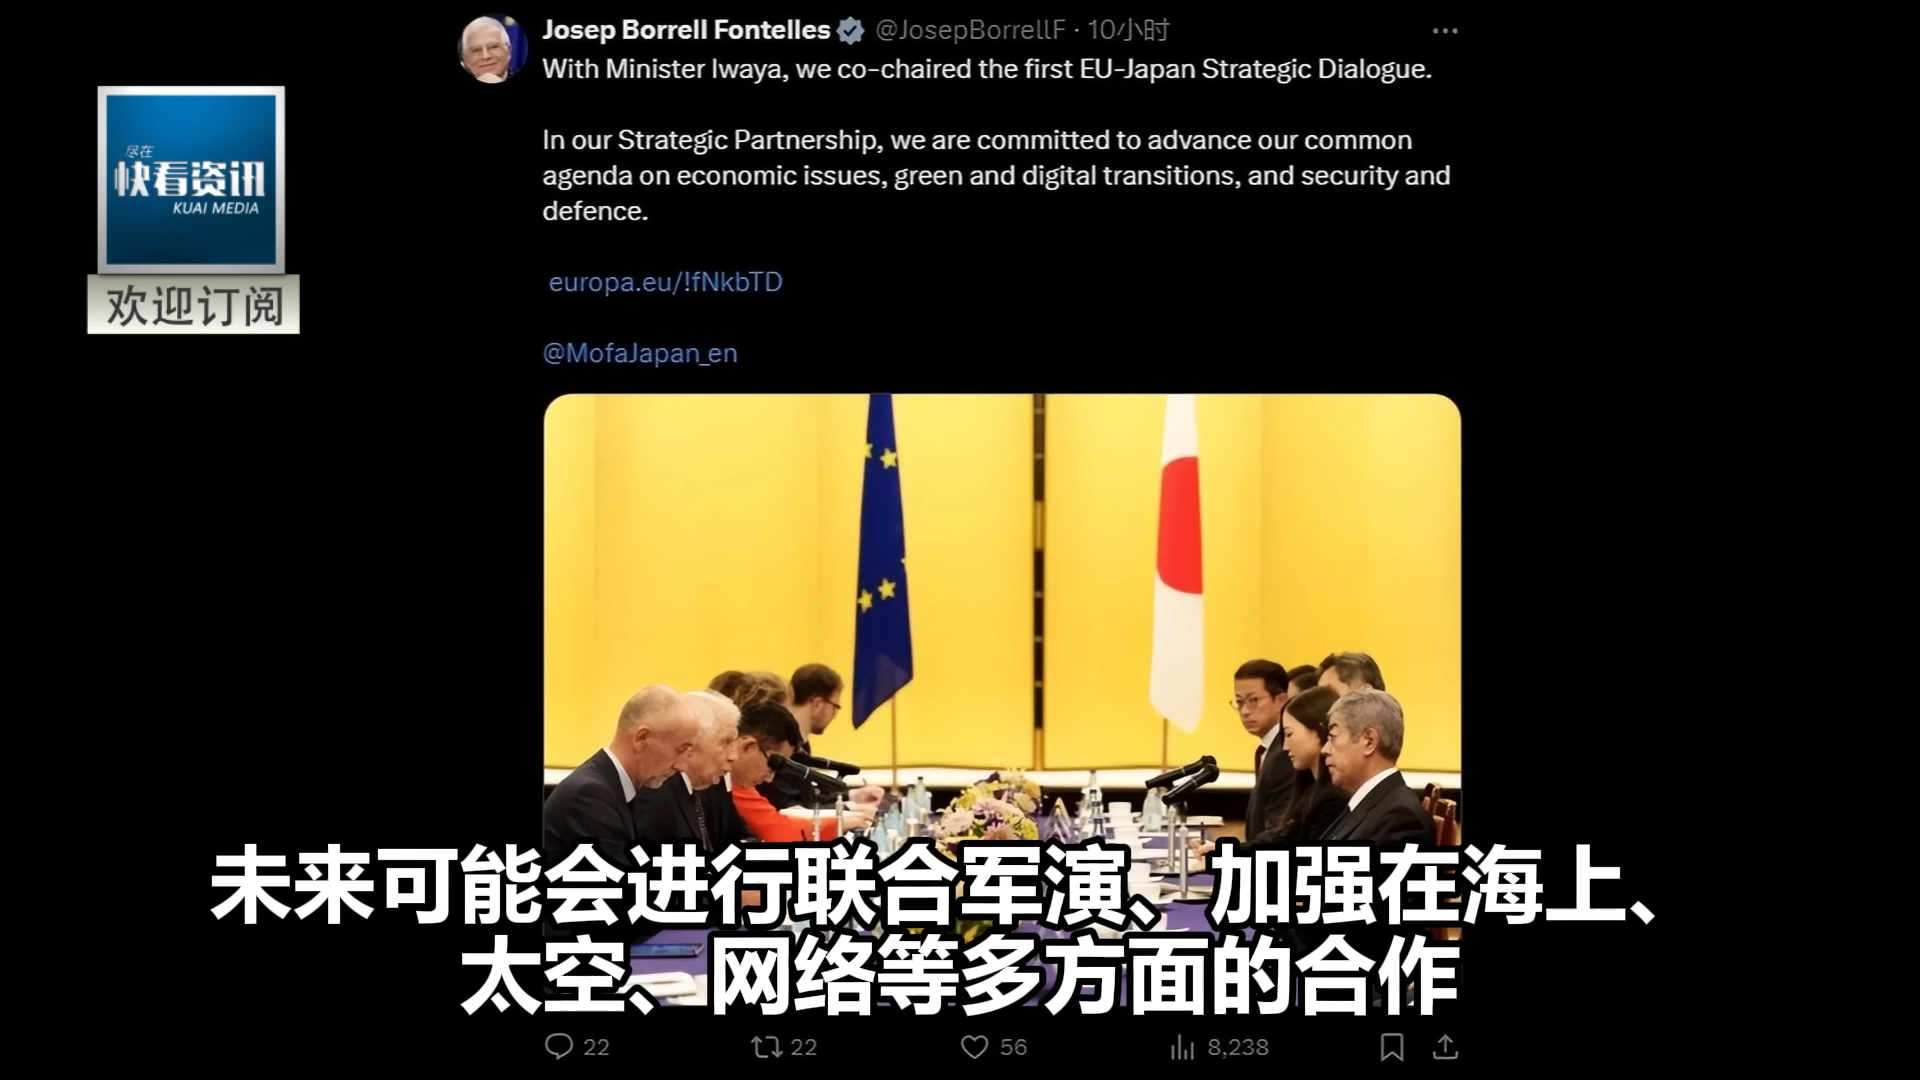 Josep Borrell Fontelles @JosepBorrellF · 10小时
With Minister Iwaya, we co-chaired the first EU-Japan Strategic Dialogue.
In our Strategic Partnership, we are committed to advance our common
agenda on economic issues, green and digital transitions, and security and
defence.
europa.eu/!fNkbTD
@MofaJapan_en
尽在
快看资讯
KUAI MEDIA
欢迎订阅
未来可能会进行联合军演、加强在海上、
太空、网络等多方面的合作
22 22 56 8,238